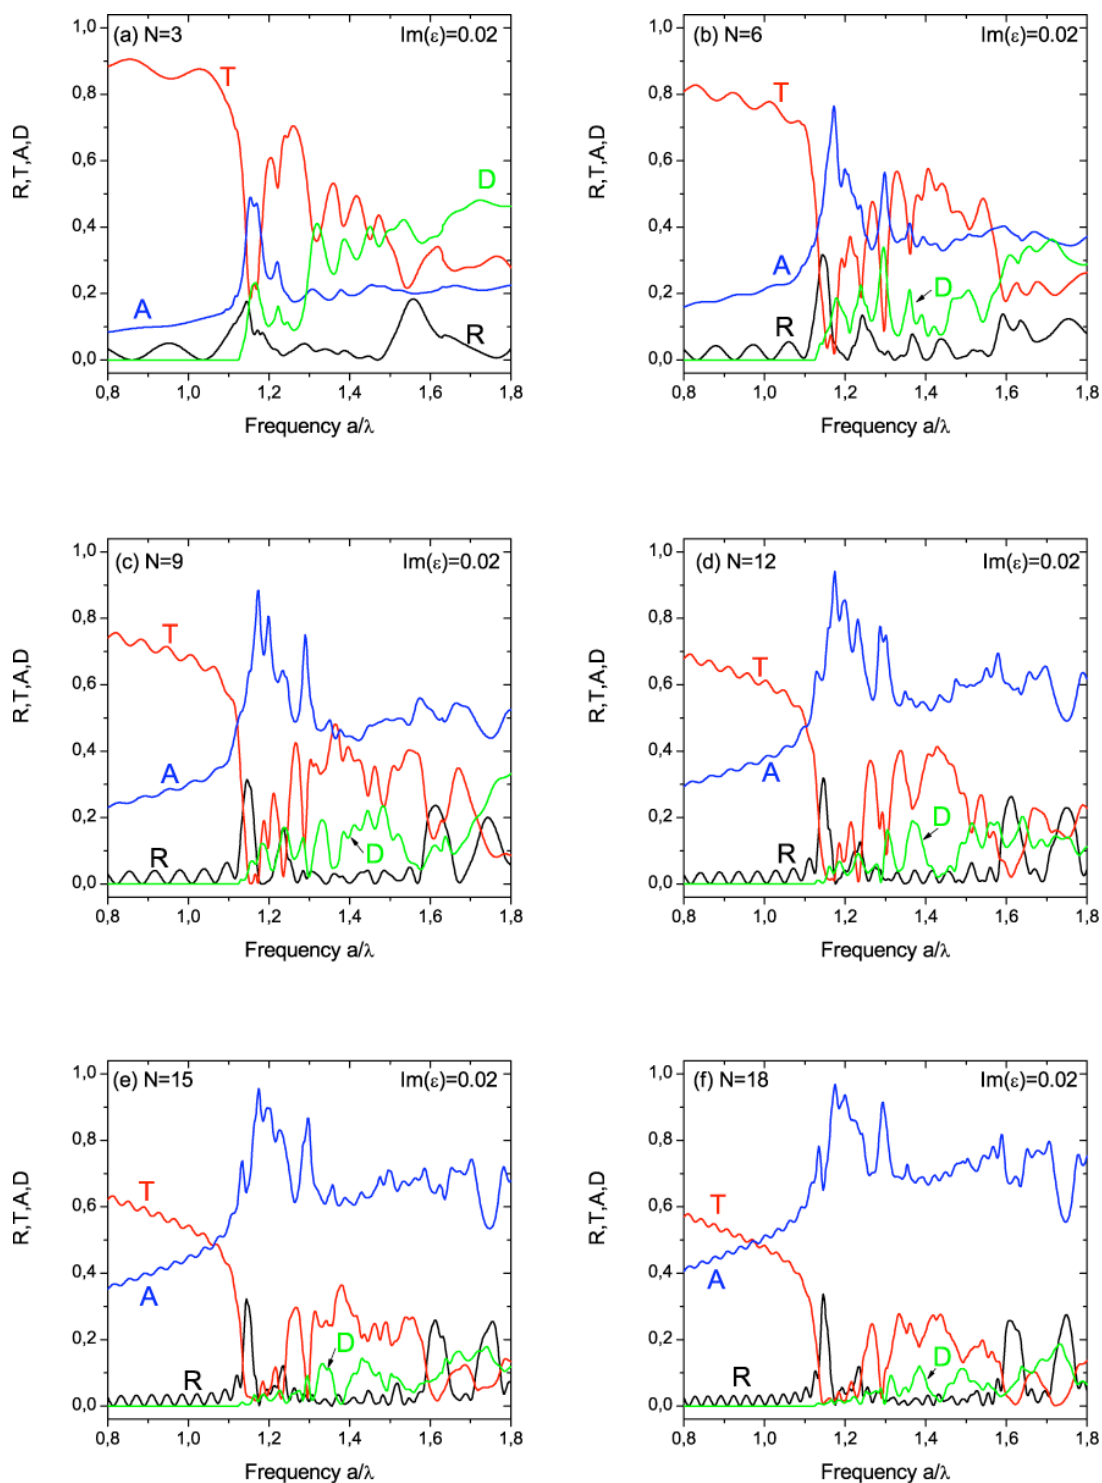 (a) N=3 Im(ε)=0.02
1,0
0,8
0,6
0,4
0,2
0,0
R,T,A,D
T
D
A
R
0,8 1,0 1,2 1,4 1,6 1,8
Frequency a/λ
(b) N=6 Im(ε)=0.02
1,0
0,8
0,6
0,4
0,2
0,0
R,T,A,D
T
A
D
R
0,8 1,0 1,2 1,4 1,6 1,8
Frequency a/λ
(c) N=9 Im(ε)=0.02
1,0
0,8
0,6
0,4
0,2
0,0
R,T,A,D
T
A
R
D
0,8 1,0 1,2 1,4 1,6 1,8
Frequency a/λ
(d) N=12 Im(ε)=0.02
1,0
0,8
0,6
0,4
0,2
0,0
R,T,A,D
T
A
D
R
0,8 1,0 1,2 1,4 1,6 1,8
Frequency a/λ
(e) N=15 Im(ε)=0.02
1,0
0,8
0,6
0,4
0,2
0,0
R,T,A,D
T
A
D
R
0,8 1,0 1,2 1,4 1,6 1,8
Frequency a/λ
(f) N=18 Im(ε)=0.02
1,0
0,8
0,6
0,4
0,2
0,0
R,T,A,D
T
A
D
R
0,8 1,0 1,2 1,4 1,6 1,8
Frequency a/λ